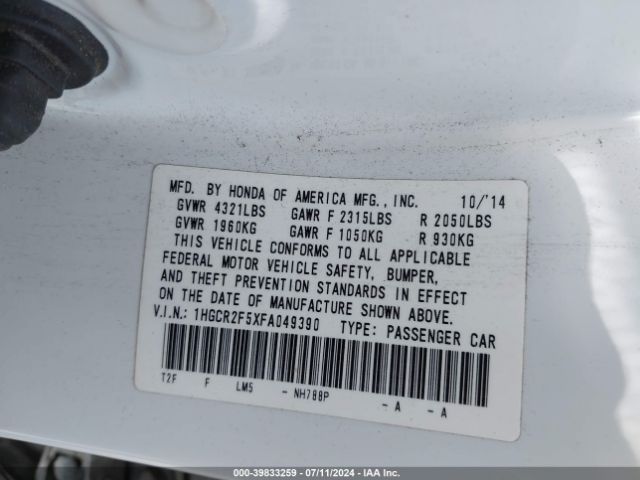 MFD. BY HONDA OF AMERICA MFG., INC. 10/'14
GVWR 4321LBS GAWR F 2315LBS R 2050LBS
GVWR 1960KG GAWR F 1050KG R 930KG
THIS VEHICLE CONFORMS TO ALL APPLICABLE
FEDERAL MOTOR VEHICLE SAFETY, BUMPER,
AND THEFT PREVENTION STANDARDS IN EFFECT
ON THE DATE OF MANUFACTURE SHOWN ABOVE.
V.I.N.: 1HGCR2F5XFA049390 TYPE: PASSENGER CAR
T2F F LM5 - NH788P - A - A
000-39833259 - 07/11/2024 - IAA Inc.